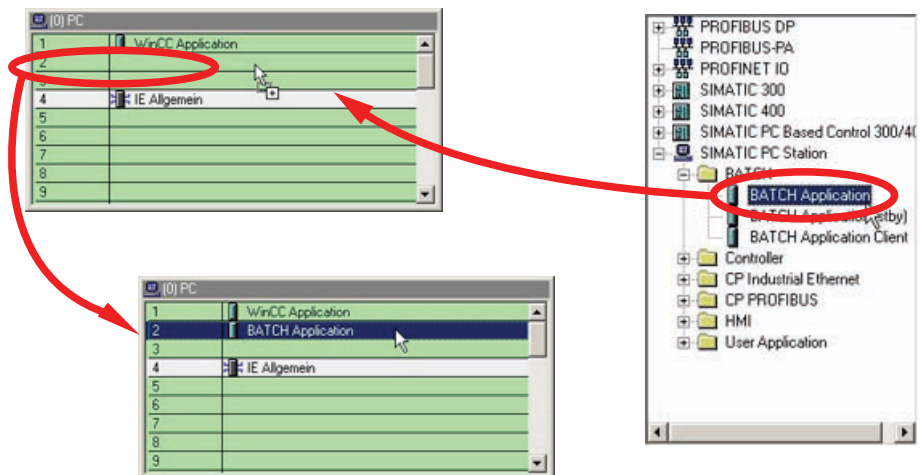 (0) PC
1 WinCC Application
2
3
4 IE Allgemein
5
6
7
8
9
PROFIBUS DP
PROFIBUS-PA
PROFINET IO
SIMATIC 300
SIMATIC 400
SIMATIC PC Based Control 300/40
SIMATIC PC Station
BATCH
BATCH Application
BATCH Application stby)
BATCH Application Client
Controller
CP Industrial Ethernet
CP PROFIBUS
HMI
User Application
(0) PC
1 WinCC Application
2 BATCH Application
3
4 IE Allgemein
5
6
7
8
9